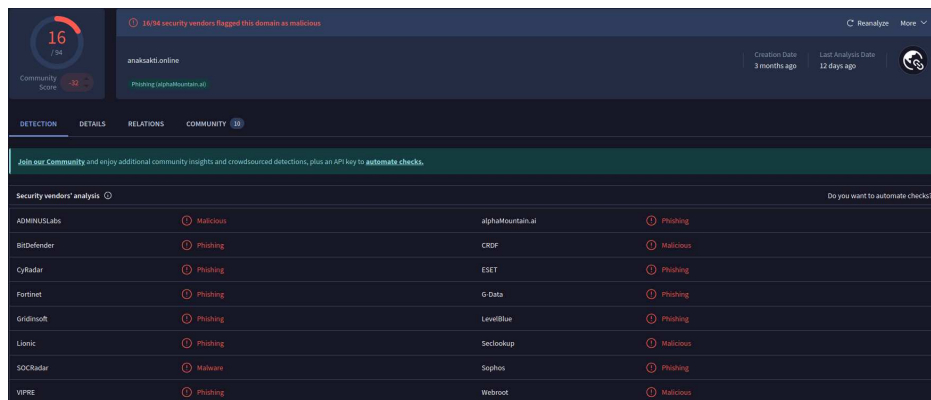 16
/ 94
Community
Score
-32
16/94 security vendors flagged this domain as malicious
Reanalyze
More
anaksakti.online
Phishing (alphaMountain.ai)
Creation Date
3 months ago
Last Analysis Date
12 days ago
DETECTION DETAILS RELATIONS COMMUNITY 10
Join our Community and enjoy additional community insights and crowdsourced detections, plus an API key to automate checks.
Security vendors' analysis Do you want to automate checks?
ADMINUSLabs Malicious alphaMountain.ai Phishing
BitDefender Phishing CRDF Malicious
CyRadar Phishing ESET Phishing
Fortinet Phishing G-Data Phishing
Gridinsoft Phishing LevelBlue Phishing
Lionic Phishing Seclookup Malicious
SOCRadar Malware Sophos Phishing
VIPRE Phishing Webroot Malicious